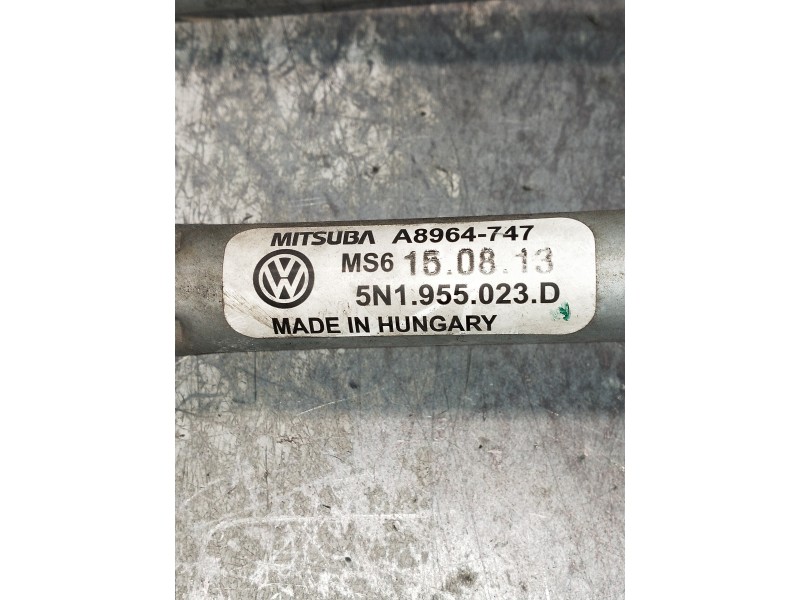 MITSUBA A8964-747
MS6 15.08.13
5N1.955.023.D
MADE IN HUNGARY